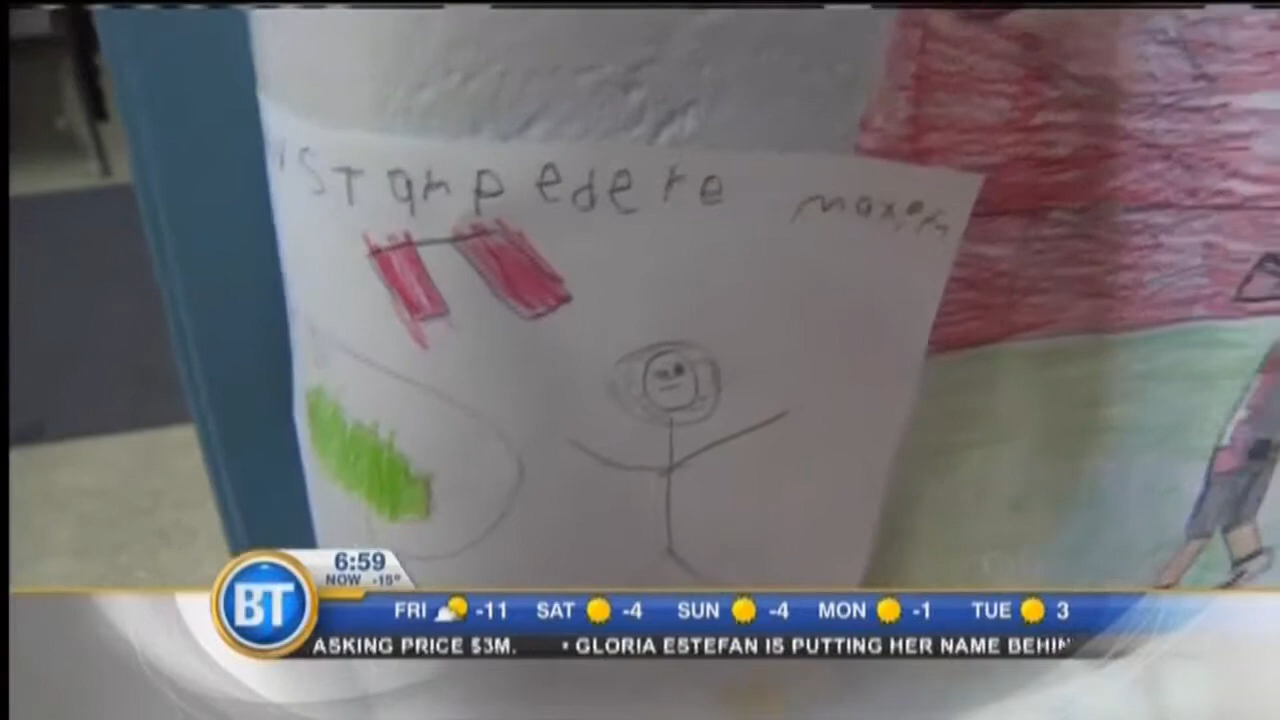 STampedere maxem
6:59
NOW -15°
BT
FRI -11 SAT -4 SUN -4 MON -1 TUE 3
ASKING PRICE $3M. • GLORIA ESTEFAN IS PUTTING HER NAME BEHIN